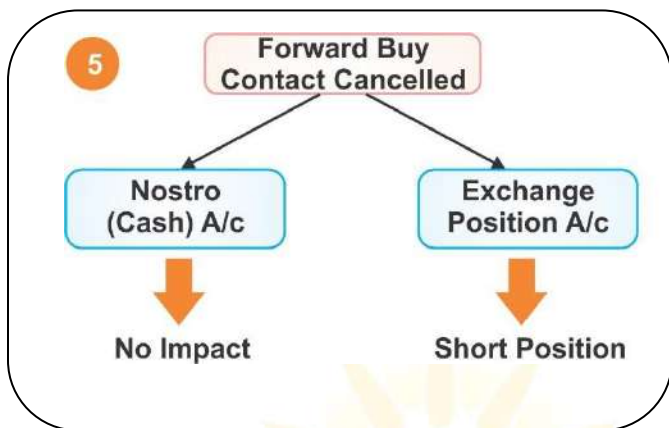 5
Forward Buy
Contact Cancelled
Nostro
(Cash) A/c
Exchange
Position A/c
No Impact
Short Position